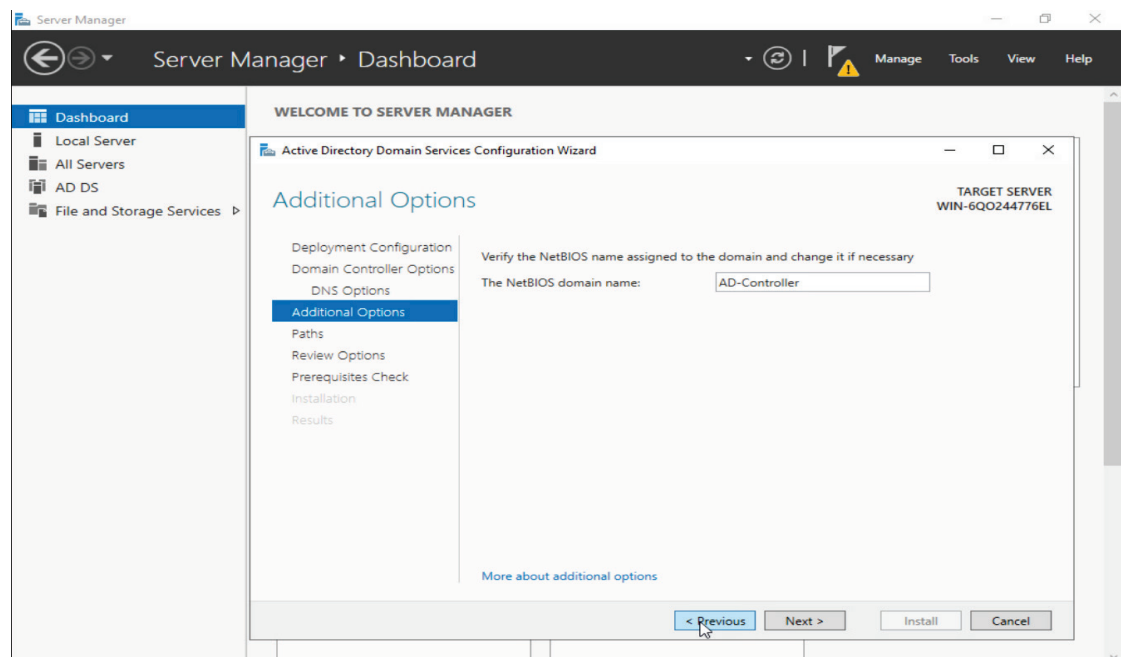 Server Manager
Server Manager ‣ Dashboard
Manage Tools View Help
Dashboard
Local Server
All Servers
AD DS
File and Storage Services
WELCOME TO SERVER MANAGER
Active Directory Domain Services Configuration Wizard
Additional Options
TARGET SERVER
WIN-6QO244776EL
Deployment Configuration
Domain Controller Options
DNS Options
Additional Options
Paths
Review Options
Prerequisites Check
Installation
Results
Verify the NetBIOS name assigned to the domain and change it if necessary
The NetBIOS domain name: AD-Controller
More about additional options
< Previous Next > Install Cancel